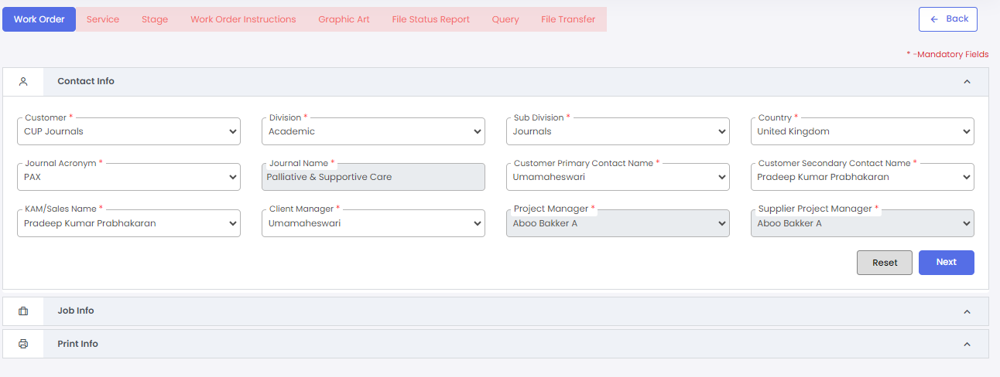 Work Order Service Stage Work Order Instructions Graphic Art File Status Report Query File Transfer Back
* -Mandatory Fields
Contact Info
Customer * Division * Sub Division * Country *
CUP Journals Academic Journals United Kingdom
Journal Acronym * Journal Name * Customer Primary Contact Name * Customer Secondary Contact Name *
PAX Palliative & Supportive Care Umamaheswari Pradeep Kumar Prabhakaran
KAM/Sales Name * Client Manager * Project Manager * Supplier Project Manager *
Pradeep Kumar Prabhakaran Umamaheswari Aboo Bakker A Aboo Bakker A
Reset Next
Job Info
Print Info